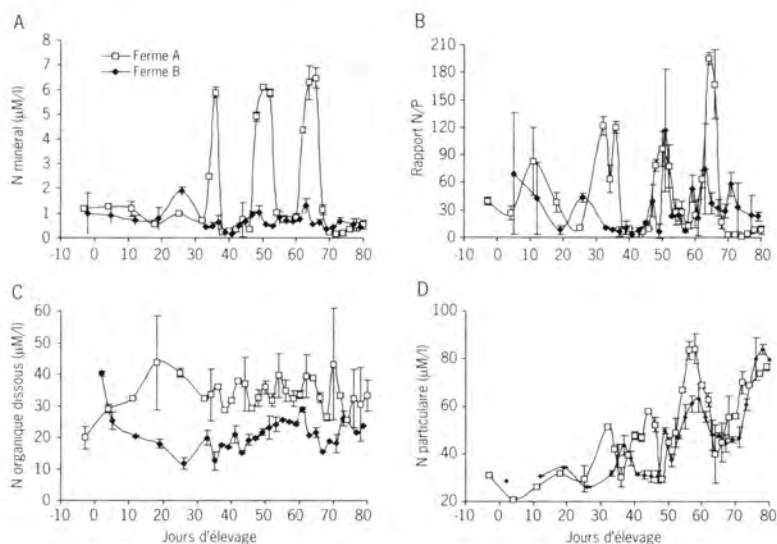 A
N minéral (µM/l)
8
7
6
5
4
3
2
1
0
Ferme A
Ferme B
-10 0 10 20 30 40 50 60 70 80
B
Rapport N/P
210
180
150
120
90
60
30
0
-10 0 10 20 30 40 50 60 70 80
C
N organique dissous (µM/l)
60
50
40
30
20
10
0
-10 0 10 20 30 40 50 60 70 80
Jours d'élevage
D
N particulaire (µM/l)
100
80
60
40
20
-10 0 10 20 30 40 50 60 70 80
Jours d'élevage